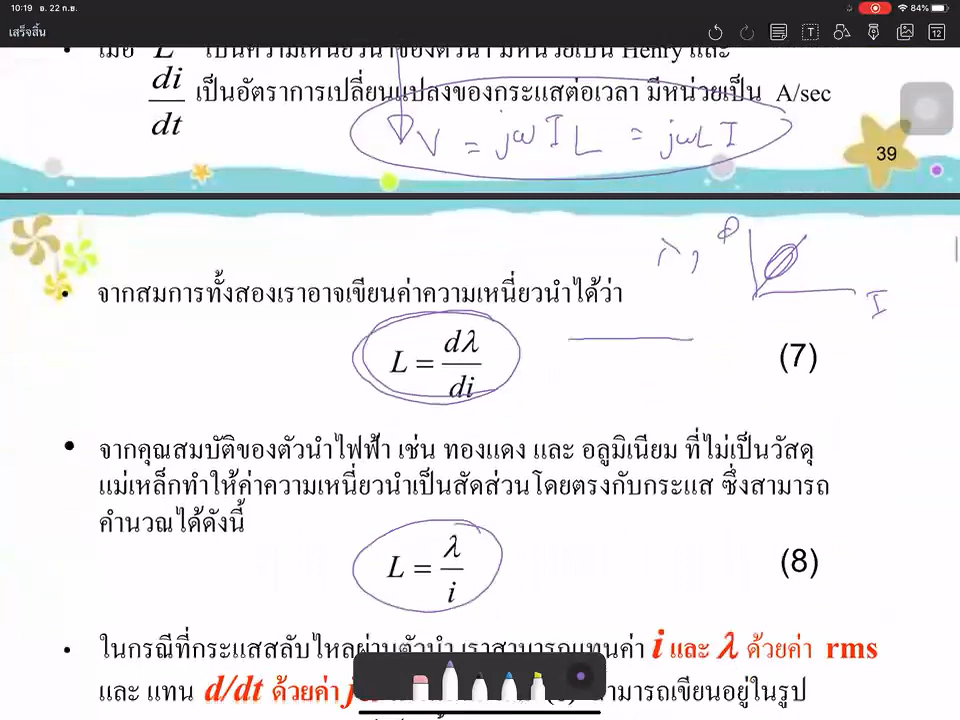 10:19 อ. 22 ก.ย.
84%
เสร็จสิ้น
12
• เมื่อ L เป็นความเหนี่ยวนำของตัวนำ มีหน่วยเป็น Henry และ
di/dt เป็นอัตราการเปลี่ยนแปลงของกระแสต่อเวลา มีหน่วยเป็น A/sec
V = jω I L = jωL I
39
λ, Φ
I
• จากสมการทั้งสองเราอาจเขียนค่าความเหนี่ยวนำได้ว่า
L = dλ/di (7)
• จากคุณสมบัติของตัวนำไฟฟ้า เช่น ทองแดง และ อลูมิเนียม ที่ไม่เป็นวัสดุ
แม่เหล็กทำให้ค่าความเหนี่ยวนำเป็นสัดส่วนโดยตรงกับกระแส ซึ่งสามารถ
คำนวณได้ดังนี้
L = λ/i (8)
• ในกรณีที่กระแสสลับไหลผ่านตัวนำ เราสามารถแทนค่า i และ λ ด้วยค่า rms
และ แทน d/dt ด้วยค่า สามารถเขียนอยู่ในรูป